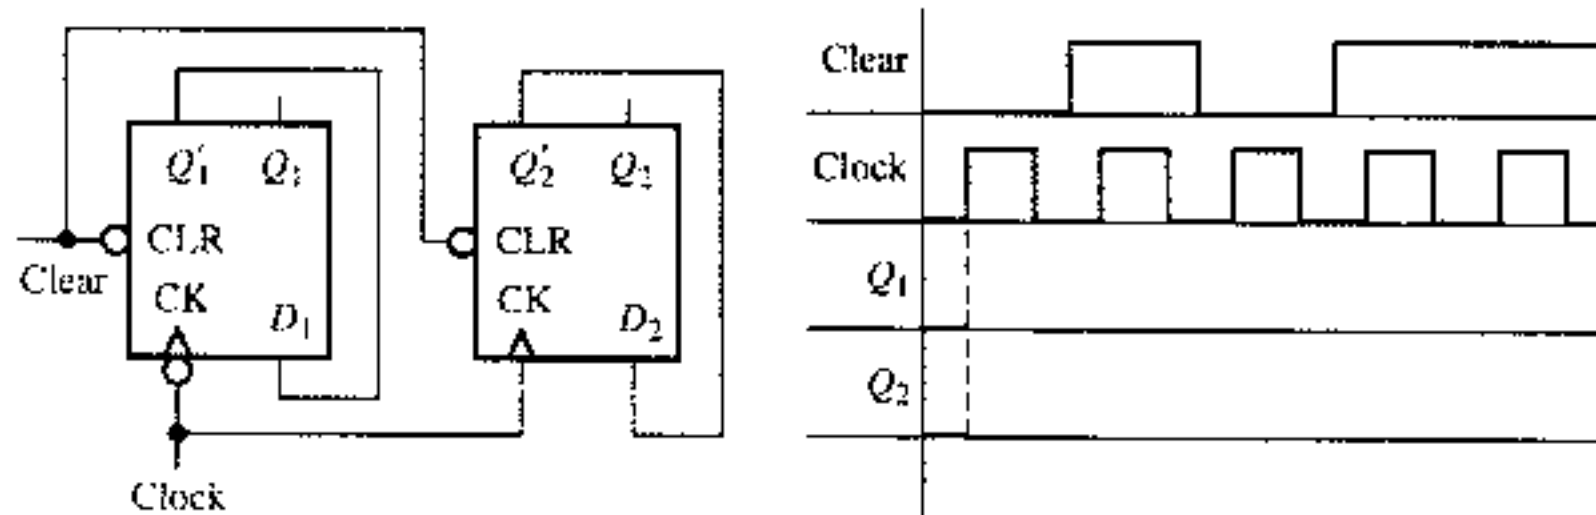 Q′₁ Q₁
CLR
Clear
CK
D₁
Clock
Q′₂ Q₂
CLR
CK
D₂
Clear
Clock
Q₁
Q₂